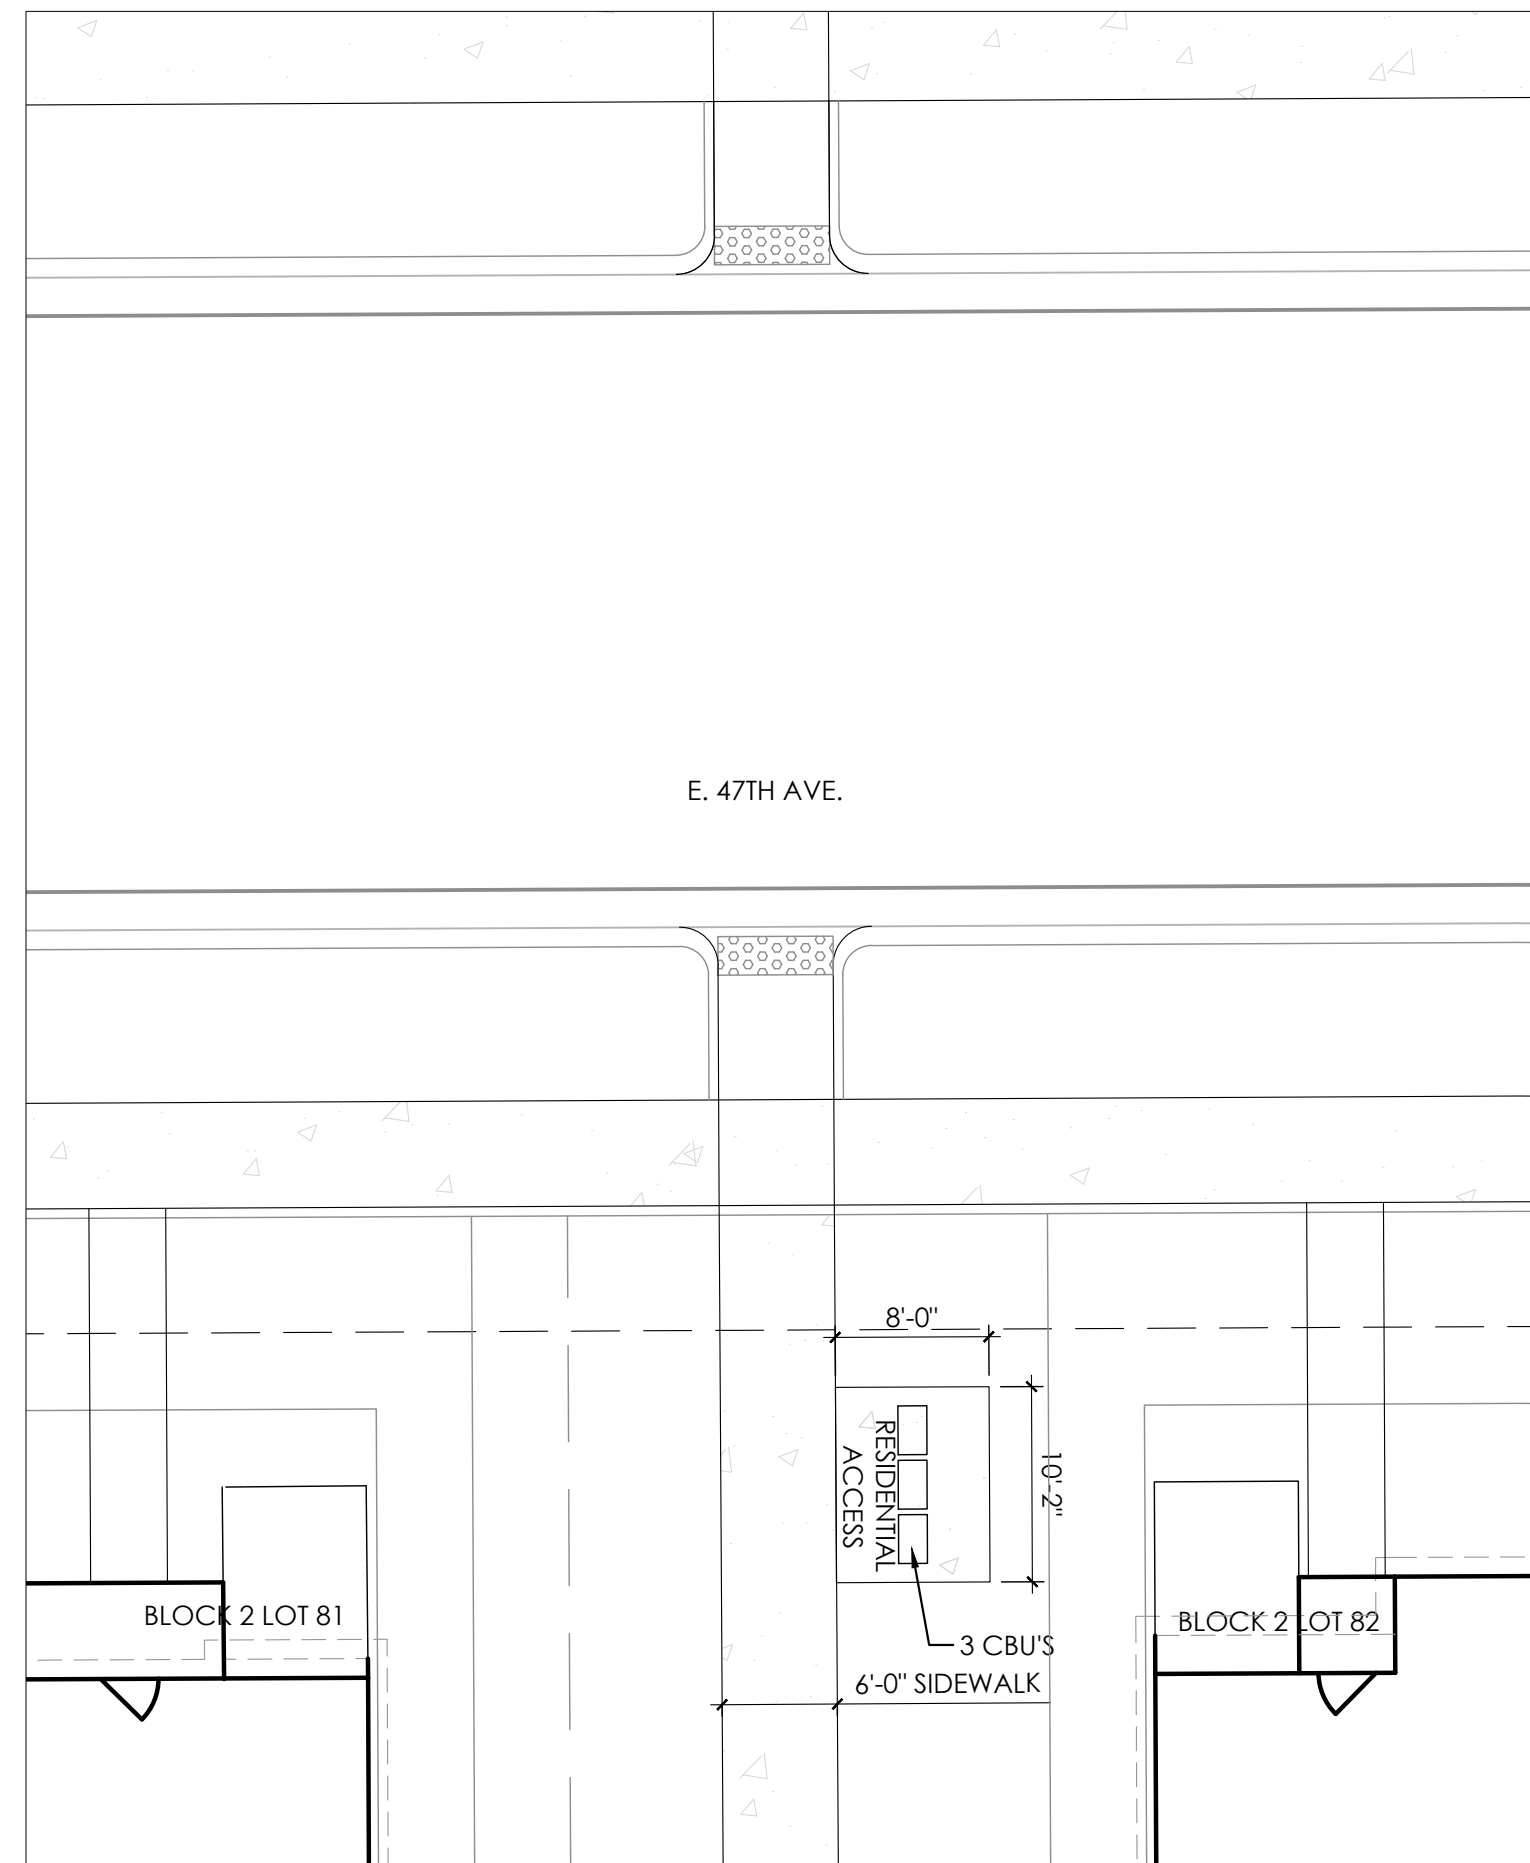 E. 47TH AVE.
8'-0"
10'-2"
RESIDENTIAL
ACCESS
BLOCK 2 LOT 81
BLOCK 2 LOT 82
3 CBU'S
6'-0" SIDEWALK